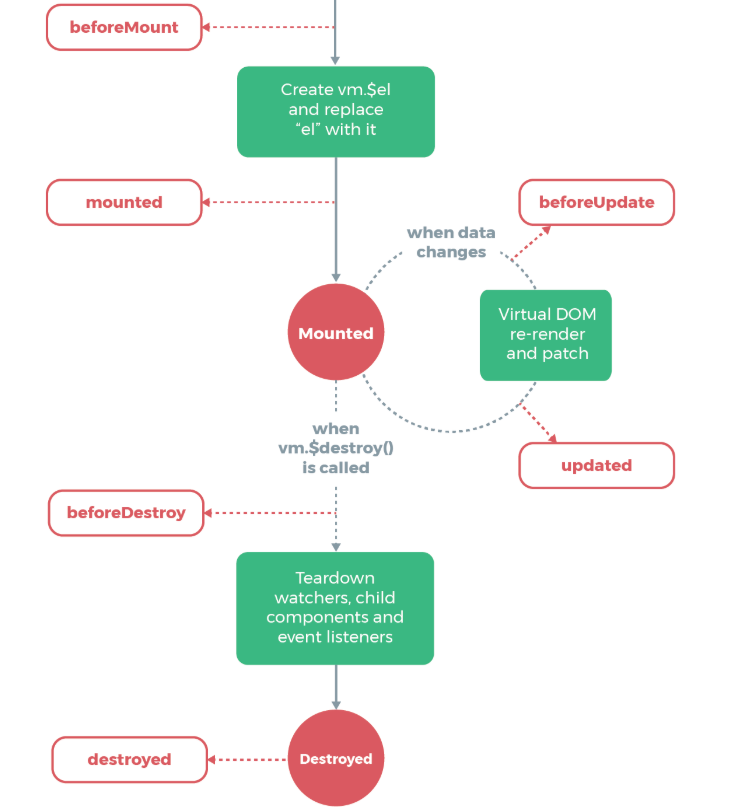 beforeMount
Create vm.$el
and replace
“el” with it
mounted
beforeUpdate
when data
changes
Virtual DOM
re-render
and patch
Mounted
when
vm.$destroy()
is called
updated
beforeDestroy
Teardown
watchers, child
components and
event listeners
destroyed
Destroyed